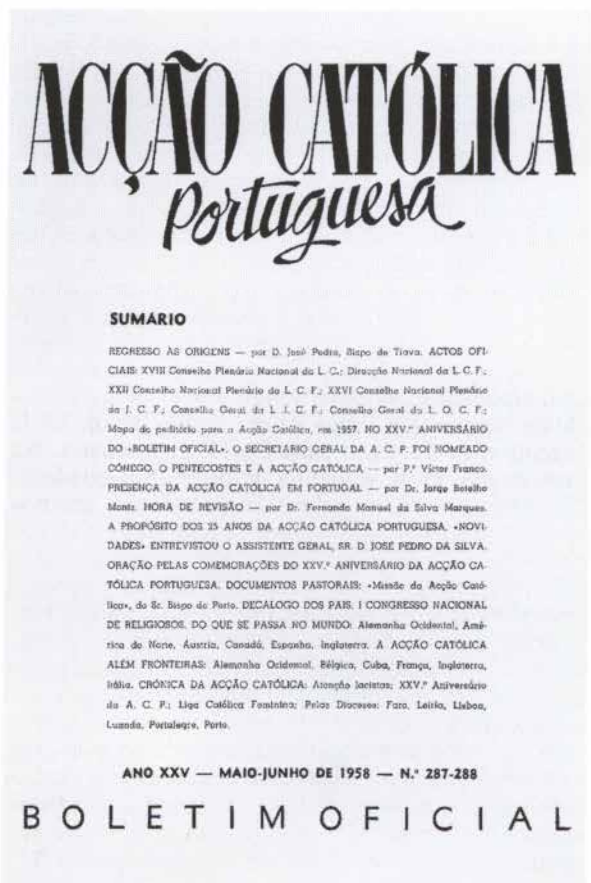 ACÇÃO CATÓLICA
Portuguesa
SUMÁRIO
REGRESSO ÀS ORIGENS — por D. José Pedro, Bispo de Tiava. ACTOS OFI-
CIAIS: XVIII Conselho Plenário Nacional da L. C.; Direcção Nacional da L. C. F.;
XXII Conselho Nacional Plenário da L. C. F.; XXVI Conselho Nacional Plenário
da J. C. F.; Conselho Geral da L. I. C. F.; Conselho Geral da L. O. C. F.;
Mapa do peditório para a Acção Católica, em 1957. NO XXV.º ANIVERSÁRIO
DO «BOLETIM OFICIAL». O SECRETARIO GERAL DA A. C. P. FOI NOMEADO
CÓNEGO. O PENTECOSTES E A ACÇÃO CATÓLICA — por P.º Victor Franco.
PRESENÇA DA ACÇÃO CATÓLICA EM PORTUGAL — por Dr. Jorge Botelho
Moniz. HORA DE REVISÃO — por Dr. Fernando Manuel da Silva Marques.
A PROPÓSITO DOS 25 ANOS DA ACÇÃO CATÓLICA PORTUGUESA. «NOVI-
DADES» ENTREVISTOU O ASSISTENTE GERAL, SR. D. JOSÉ PEDRO DA SILVA.
ORAÇÃO PELAS COMEMORAÇÕES DO XXV.º ANIVERSÁRIO DA ACÇÃO CA-
TÓLICA PORTUGUESA. DOCUMENTOS PASTORAIS: «Missão da Acção Cató-
lica», do Sr. Bispo do Porto. DECÁLOGO DOS PAIS. I CONGRESSO NACIONAL
DE RELIGIOSOS. DO QUE SE PASSA NO MUNDO: Alemanha Ocidental, Amé-
rica do Norte, Áustria, Canadá, Espanha, Inglaterra. A ACÇÃO CATÓLICA
ALÉM FRONTEIRAS: Alemanha Ocidental, Bélgica, Cuba, França, Inglaterra,
Itália. CRÓNICA DA ACÇÃO CATÓLICA: Atenção Jacistas; XXV.º Aniversário
da A. C. P.; Liga Católica Feminina; Pelas Dioceses: Faro, Leiria, Lisboa,
Luanda, Portalegre, Porto.
ANO XXV — MAIO-JUNHO DE 1958 — N.º 287-288
BOLETIM OFICIAL